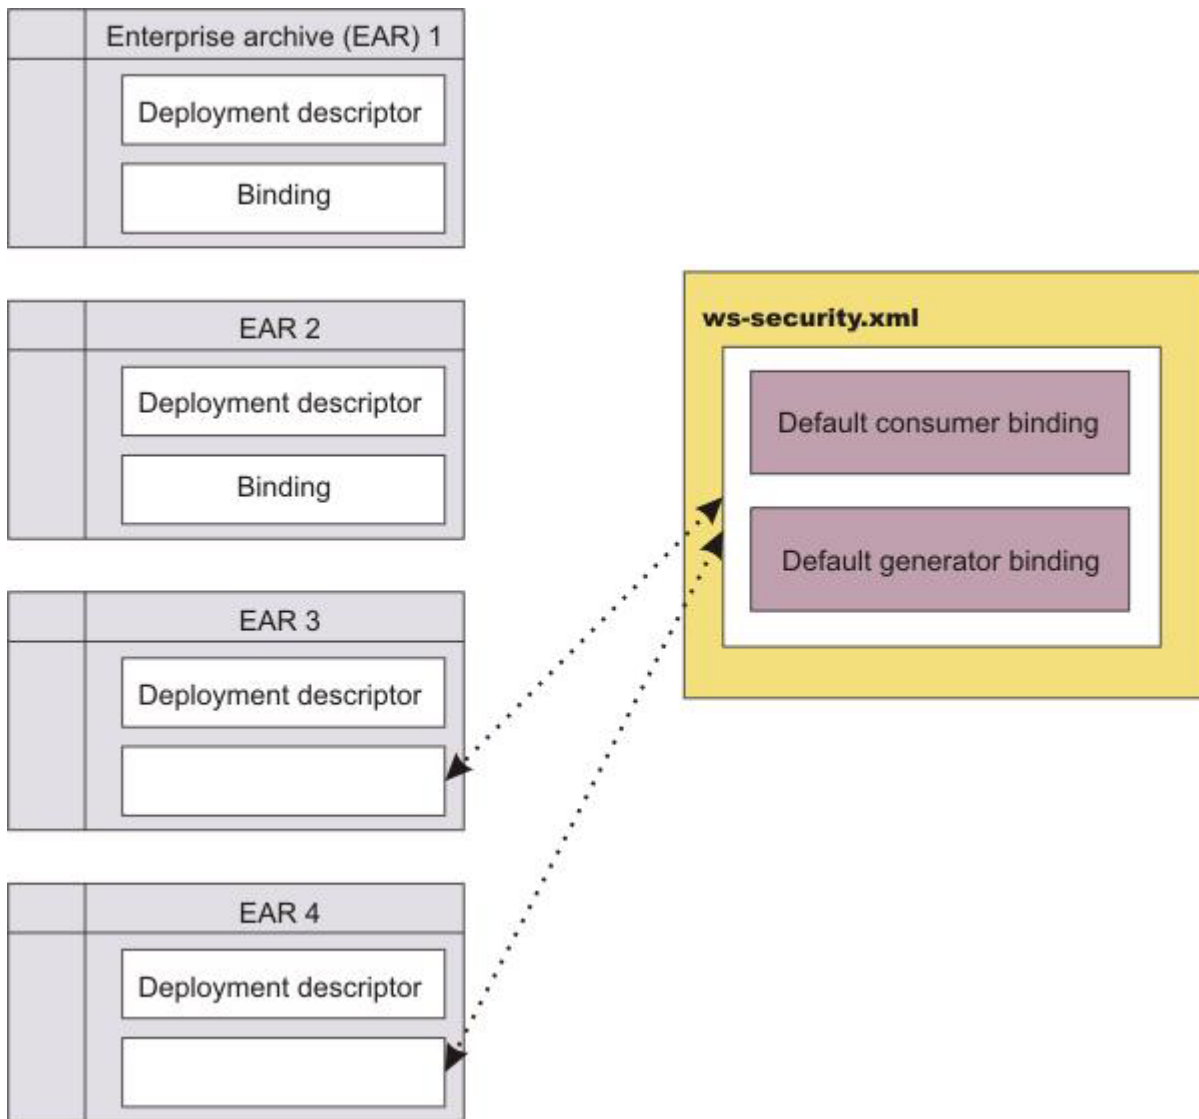 Enterprise archive (EAR) 1
Deployment descriptor
Binding
EAR 2
Deployment descriptor
Binding
EAR 3
Deployment descriptor
EAR 4
Deployment descriptor
ws-security.xml
Default consumer binding
Default generator binding